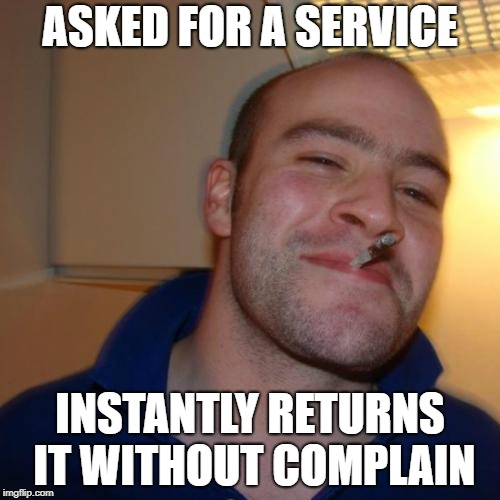 ASKED FOR A SERVICE
INSTANTLY RETURNS
IT WITHOUT COMPLAIN
imgflip.com